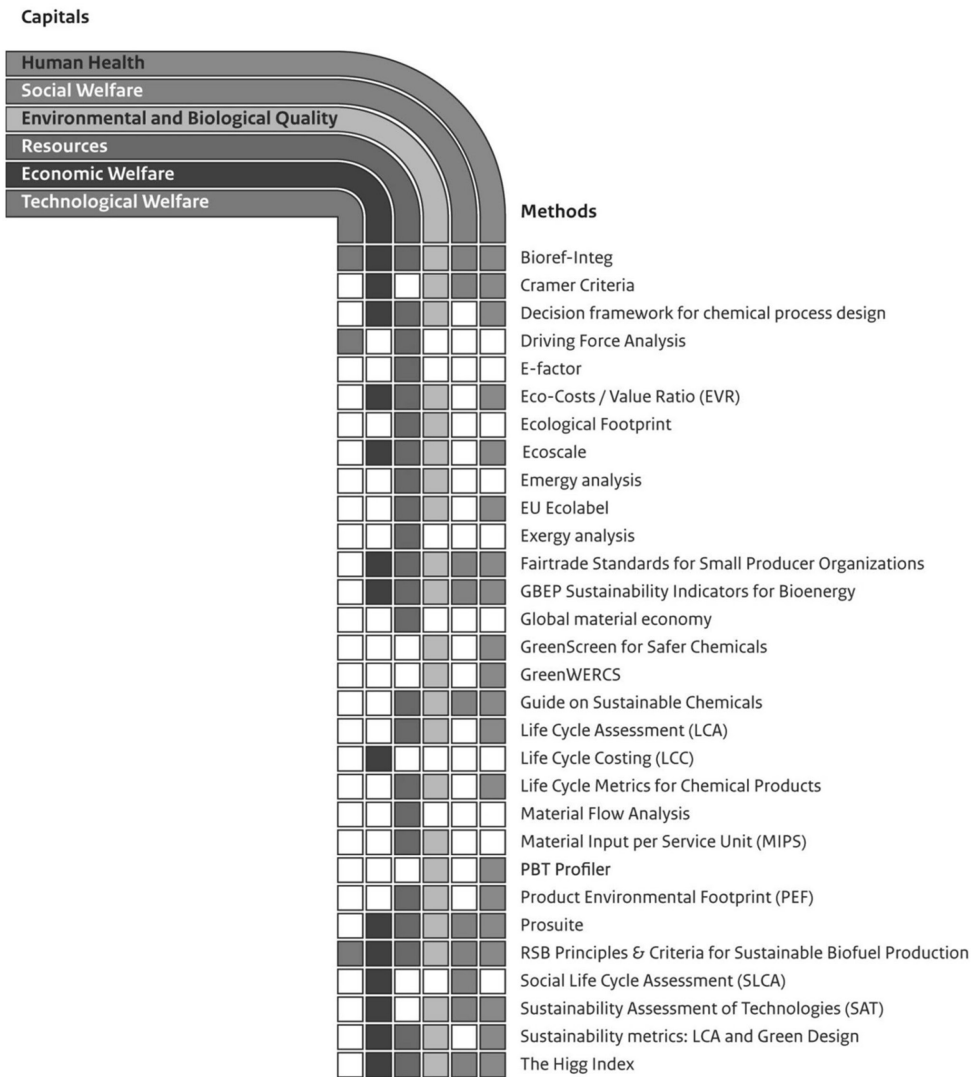 Capitals
Human Health
Social Welfare
Environmental and Biological Quality
Resources
Economic Welfare
Technological Welfare
Methods
Bioref-Integ
Cramer Criteria
Decision framework for chemical process design
Driving Force Analysis
E-factor
Eco-Costs / Value Ratio (EVR)
Ecological Footprint
Ecoscale
Emergy analysis
EU Ecolabel
Exergy analysis
Fairtrade Standards for Small Producer Organizations
GBEP Sustainability Indicators for Bioenergy
Global material economy
GreenScreen for Safer Chemicals
GreenWERCS
Guide on Sustainable Chemicals
Life Cycle Assessment (LCA)
Life Cycle Costing (LCC)
Life Cycle Metrics for Chemical Products
Material Flow Analysis
Material Input per Service Unit (MIPS)
PBT Profiler
Product Environmental Footprint (PEF)
Prosuite
RSB Principles & Criteria for Sustainable Biofuel Production
Social Life Cycle Assessment (SLCA)
Sustainability Assessment of Technologies (SAT)
Sustainability metrics: LCA and Green Design
The Higg Index